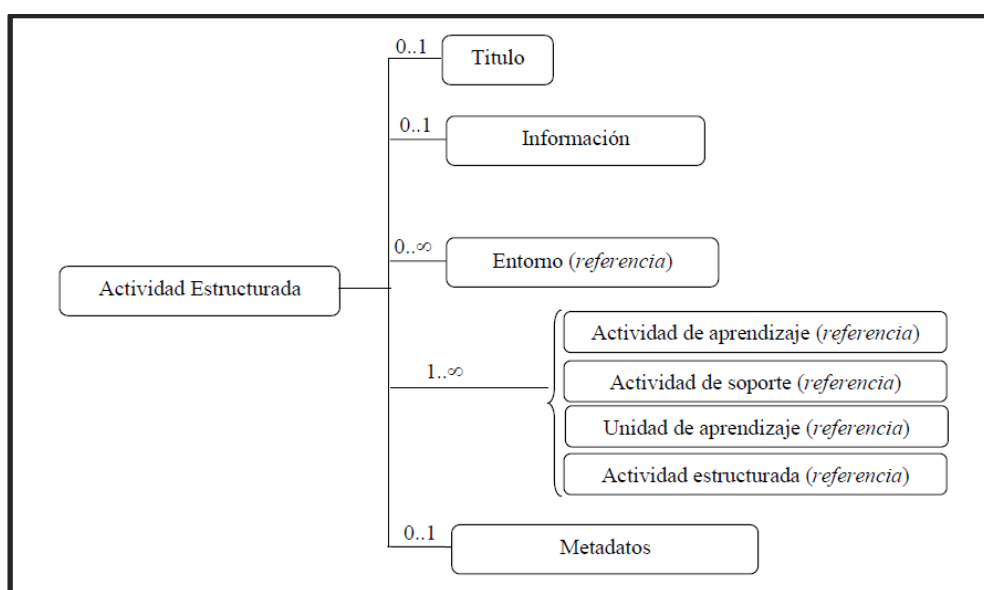 0..1
Titulo
0..1
Información
0..∞
Entorno (referencia)
Actividad Estructurada
1..∞
Actividad de aprendizaje (referencia)
Actividad de soporte (referencia)
Unidad de aprendizaje (referencia)
Actividad estructurada (referencia)
0..1
Metadatos